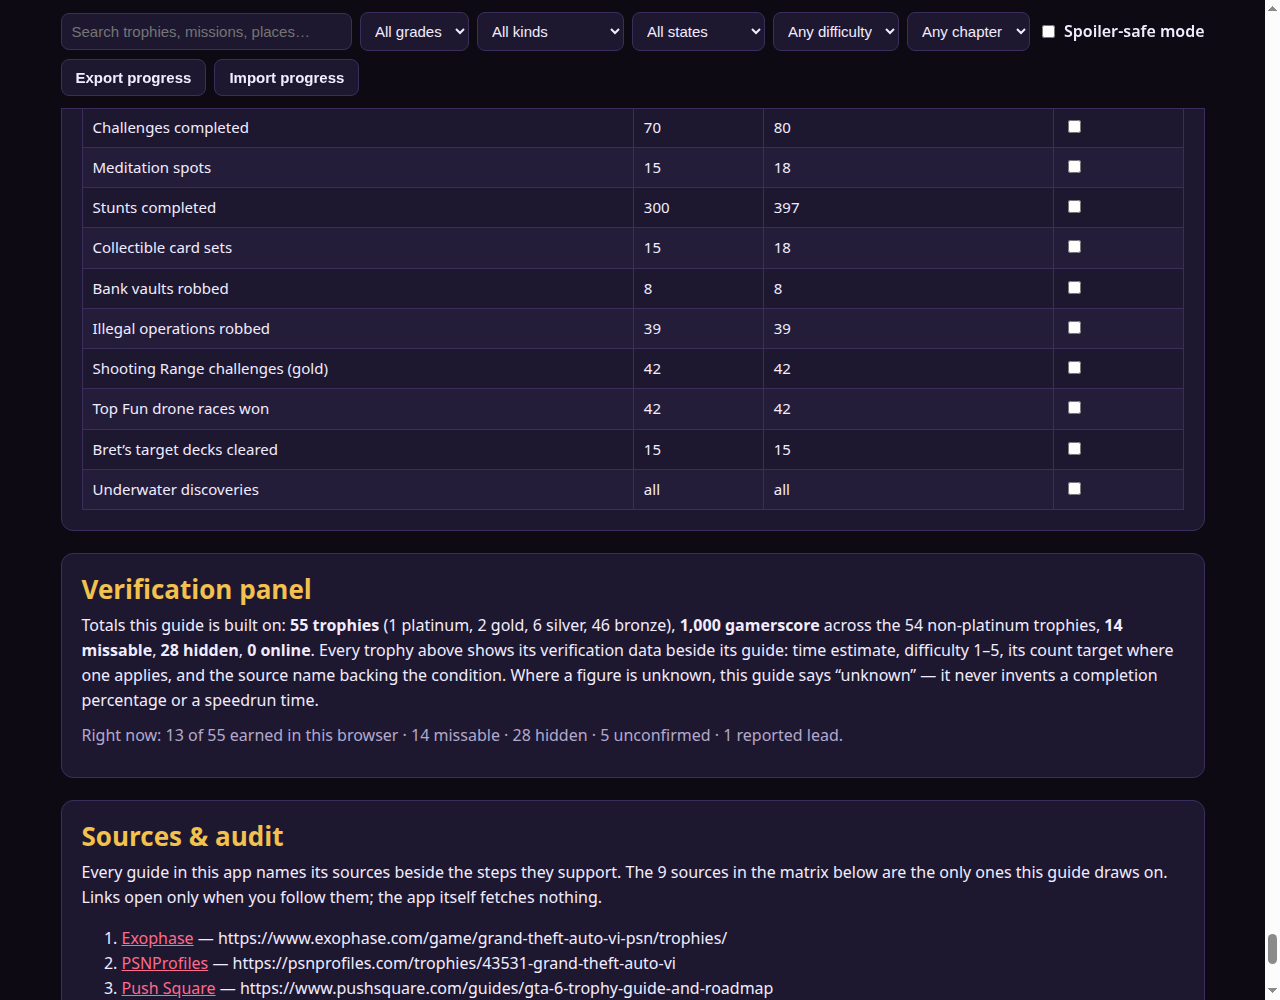 Search trophies, missions, places…
All grades
All kinds
All states
Any difficulty
Any chapter
Spoiler-safe mode
Export progress
Import progress
Challenges completed 70 80
Meditation spots 15 18
Stunts completed 300 397
Collectible card sets 15 18
Bank vaults robbed 8 8
Illegal operations robbed 39 39
Shooting Range challenges (gold) 42 42
Top Fun drone races won 42 42
Bret’s target decks cleared 15 15
Underwater discoveries all all
Verification panel
Totals this guide is built on: 55 trophies (1 platinum, 2 gold, 6 silver, 46 bronze), 1,000 gamerscore across the 54 non-platinum trophies, 14
missable, 28 hidden, 0 online. Every trophy above shows its verification data beside its guide: time estimate, difficulty 1–5, its count target where
one applies, and the source name backing the condition. Where a figure is unknown, this guide says “unknown” — it never invents a completion
percentage or a speedrun time.
Right now: 13 of 55 earned in this browser · 14 missable · 28 hidden · 5 unconfirmed · 1 reported lead.
Sources & audit
Every guide in this app names its sources beside the steps they support. The 9 sources in the matrix below are the only ones this guide draws on.
Links open only when you follow them; the app itself fetches nothing.
1. Exophase — https://www.exophase.com/game/grand-theft-auto-vi-psn/trophies/
2. PSNProfiles — https://psnprofiles.com/trophies/43531-grand-theft-auto-vi
3. Push Square — https://www.pushsquare.com/guides/gta-6-trophy-guide-and-roadmap